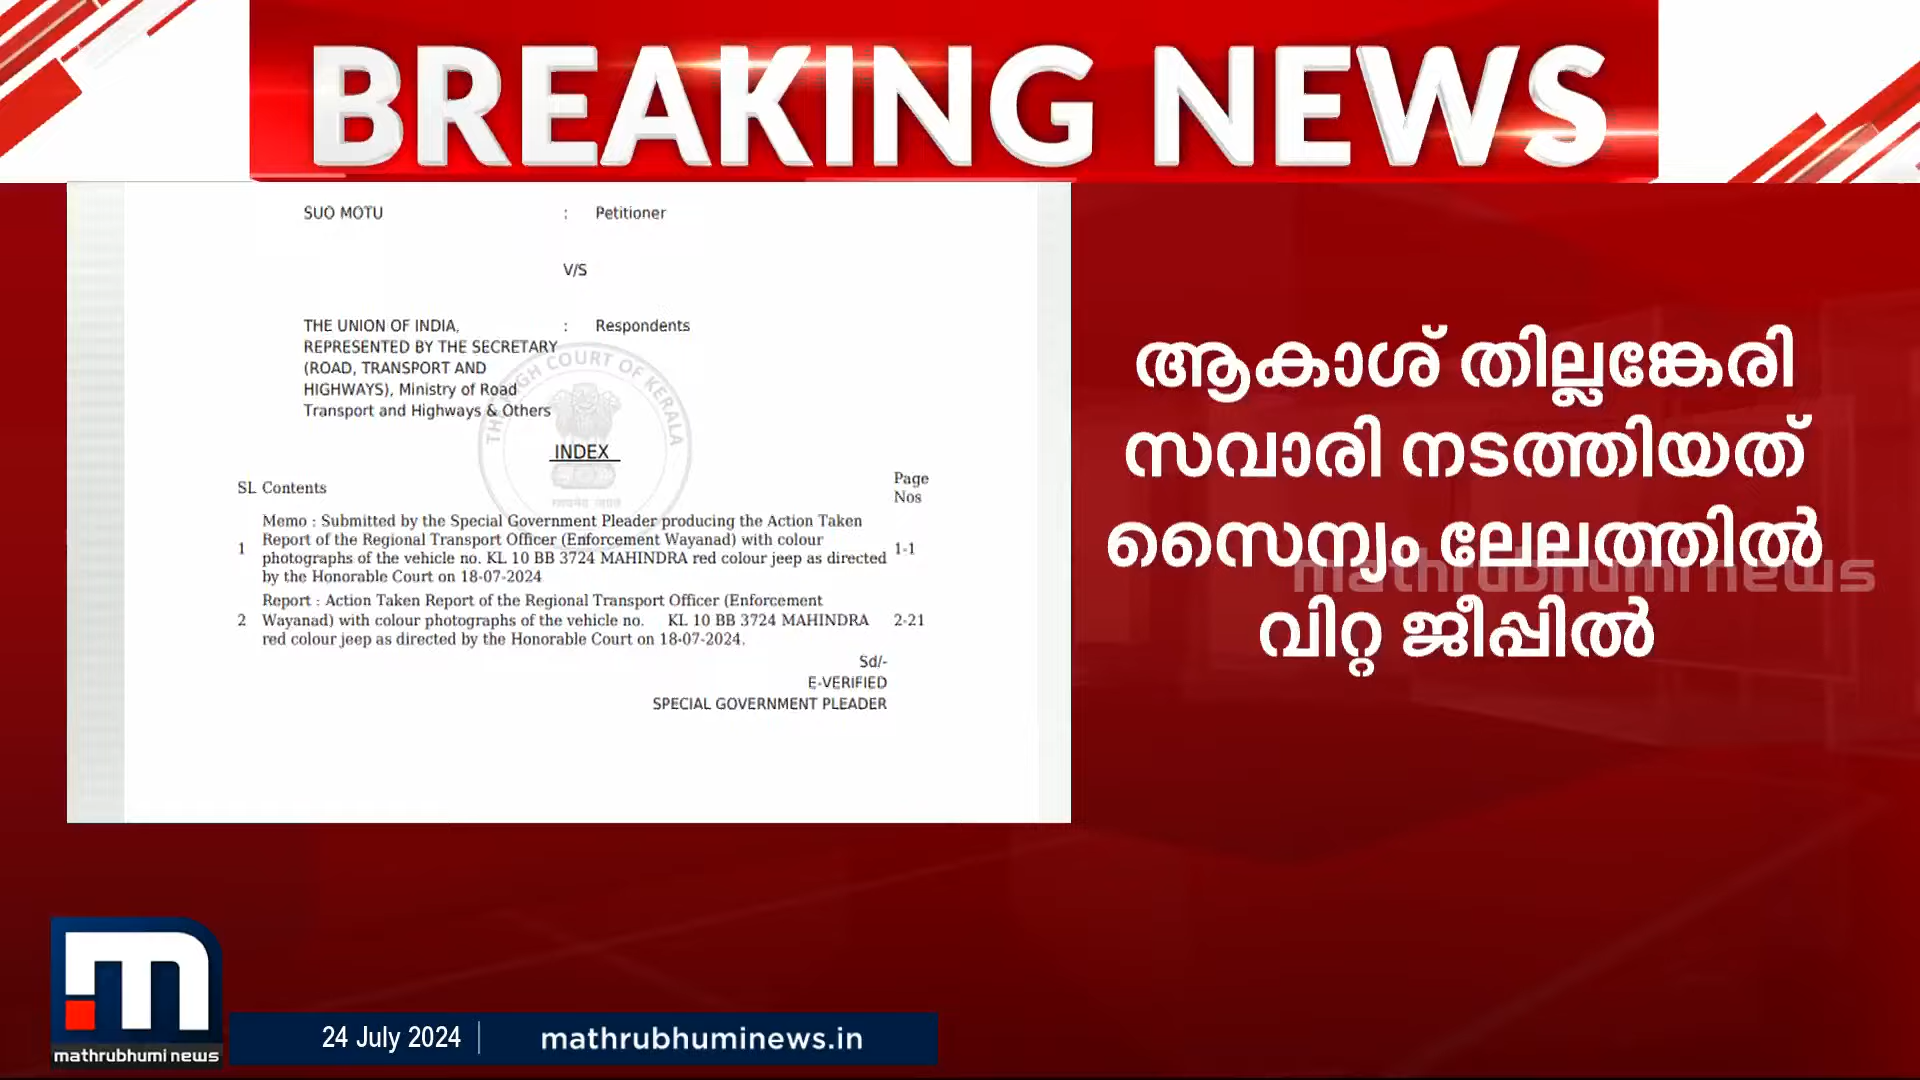 BREAKING NEWS
SUO MOTU : Petitioner
V/S
THE UNION OF INDIA, : Respondents
REPRESENTED BY THE SECRETARY
(ROAD, TRANSPORT AND
HIGHWAYS), Ministry of Road
Transport and Highways & Others
THE HIGH COURT OF KERALA
INDEX
SL Contents Page Nos
Memo : Submitted by the Special Government Pleader producing the Action Taken
Report of the Regional Transport Officer (Enforcement Wayanad) with colour
1 photographs of the vehicle no. KL 10 BB 3724 MAHINDRA red colour jeep as directed 1-1
by the Honorable Court on 18-07-2024
Report : Action Taken Report of the Regional Transport Officer (Enforcement
2 Wayanad) with colour photographs of the vehicle no. KL 10 BB 3724 MAHINDRA 2-21
red colour jeep as directed by the Honorable Court on 18-07-2024.
Sd/-
E-VERIFIED
SPECIAL GOVERNMENT PLEADER
ആകാശ് തില്ലങ്കേരി
സവാരി നടത്തിയത്
സൈന്യം ലേലത്തിൽ
വിറ്റ ജീപ്പിൽ
mathrubhumi news
mathrubhumi news
24 July 2024
mathrubhuminews.in